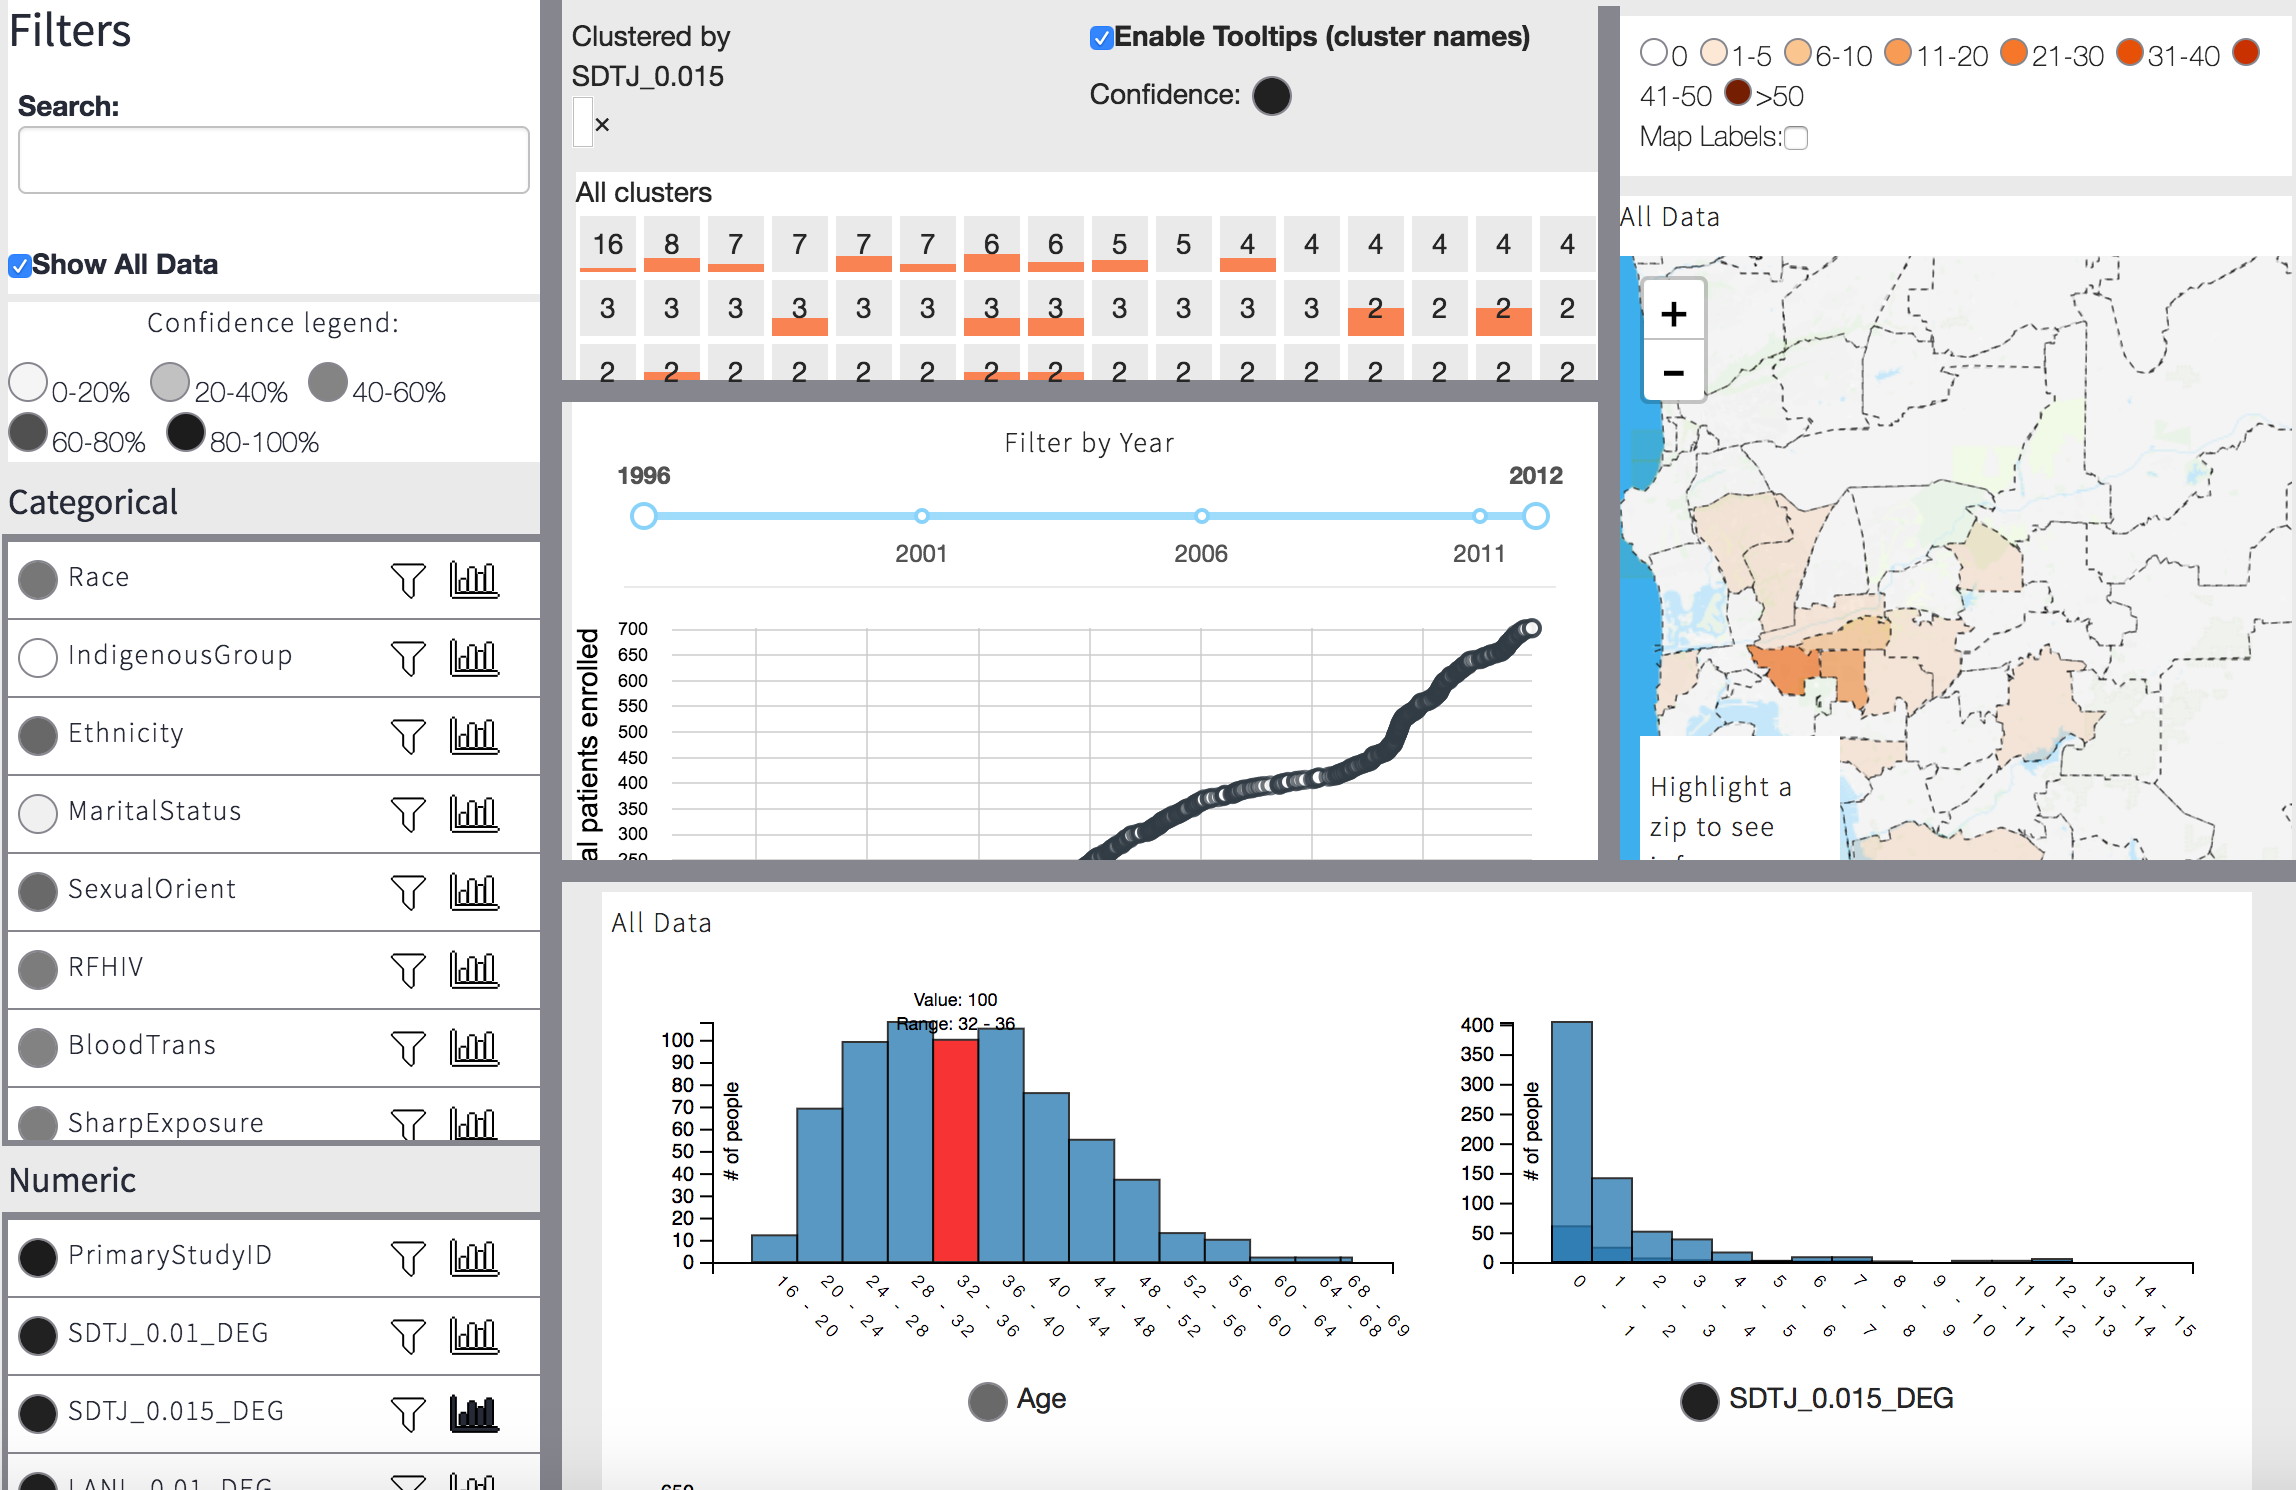 Filters
Search:
Show All Data
Confidence legend:
0-20% 20-40% 40-60%
60-80% 80-100%
Categorical
Race
IndigenousGroup
Ethnicity
MaritalStatus
SexualOrient
RFHIV
BloodTrans
SharpExposure
Numeric
PrimaryStudyID
SDTJ_0.01_DEG
SDTJ_0.015_DEG
Clustered by
SDTJ_0.015
×
Enable Tooltips (cluster names)
Confidence:
All clusters
16 8 7 7 7 7 6 6 5 5 4 4 4 4 4 4
3 3 3 3 3 3 3 3 3 3 3 3 2 2 2 2
2 2 2 2 2 2 2 2 2 2 2 2 2 2 2 2
Filter by Year
1996 2012
2001 2006 2011
al patients enrolled
700
650
600
550
500
450
400
350
300
250
0 1-5 6-10 11-20 21-30 31-40
41-50 >50
Map Labels:
All Data
+
−
Highlight a
zip to see
All Data
Value: 100
Range: 32 - 36
# of people
100
90
80
70
60
50
40
30
20
10
0
16 - 20
20 - 24
24 - 28
28 - 32
32 - 36
36 - 40
40 - 44
44 - 48
48 - 52
52 - 56
56 - 60
60 - 64
64 - 68
68 - 69
Age
# of people
400
350
300
250
200
150
100
50
0
0 - 1
1 - 2
2 - 3
3 - 4
4 - 5
5 - 6
6 - 7
7 - 8
8 - 9
9 - 10
10 - 11
11 - 12
12 - 13
13 - 14
14 - 15
SDTJ_0.015_DEG